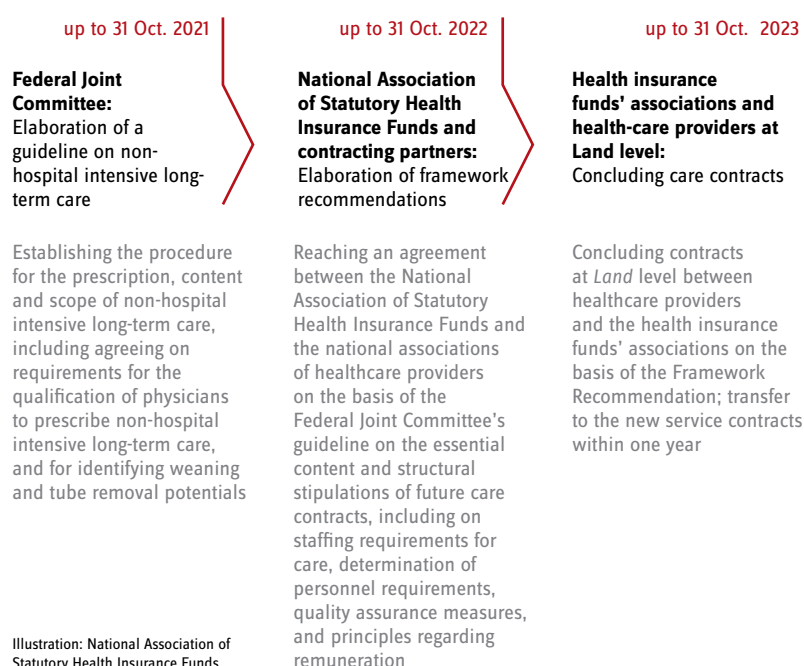 up to 31 Oct. 2021
Federal Joint
Committee:
Elaboration of a
guideline on non-
hospital intensive long-
term care
Establishing the procedure
for the prescription, content
and scope of non-hospital
intensive long-term care,
including agreeing on
requirements for the
qualification of physicians
to prescribe non-hospital
intensive long-term care,
and for identifying weaning
and tube removal potentials
up to 31 Oct. 2022
National Association
of Statutory Health
Insurance Funds and
contracting partners:
Elaboration of framework
recommendations
Reaching an agreement
between the National
Association of Statutory
Health Insurance Funds and
the national associations
of healthcare providers
on the basis of the
Federal Joint Committee's
guideline on the essential
content and structural
stipulations of future care
contracts, including on
staffing requirements for
care, determination of
personnel requirements,
quality assurance measures,
and principles regarding
remuneration
up to 31 Oct. 2023
Health insurance
funds' associations and
health-care providers at
Land level:
Concluding care contracts
Concluding contracts
at Land level between
healthcare providers
and the health insurance
funds' associations on the
basis of the Framework
Recommendation; transfer
to the new service contracts
within one year
Illustration: National Association of
Statutory Health Insurance Funds